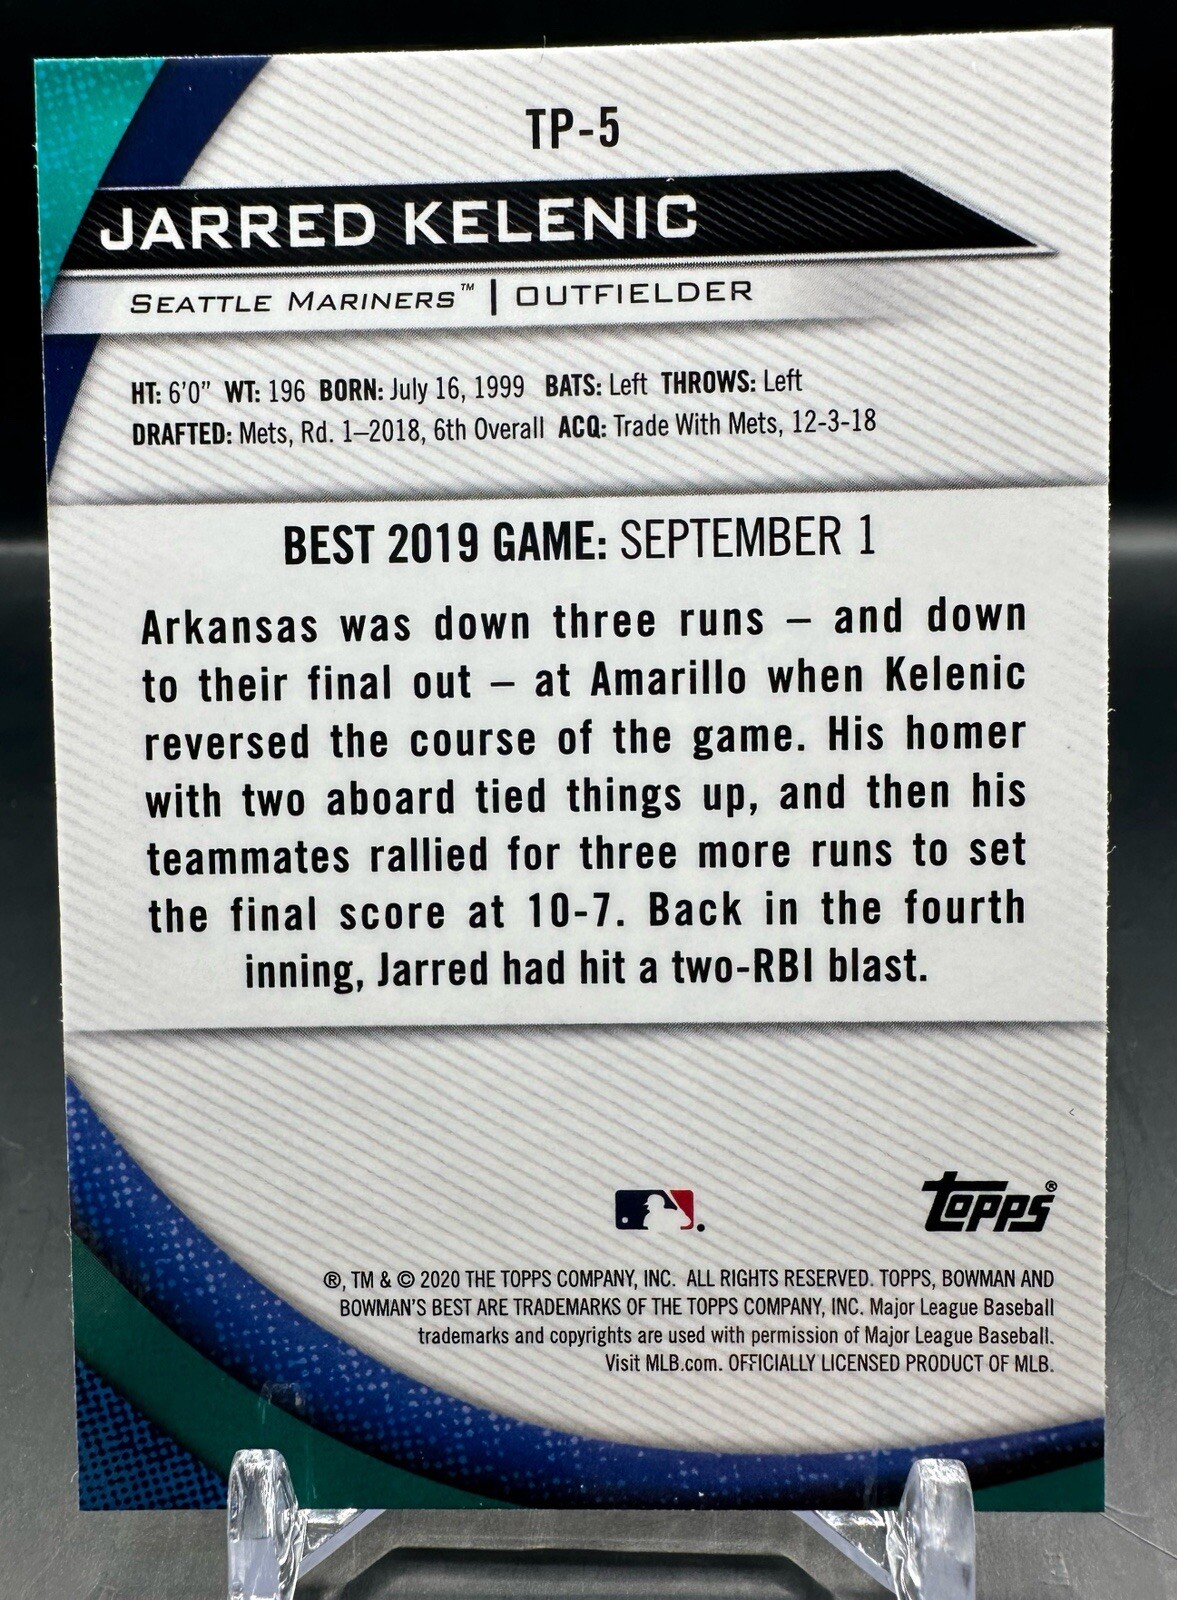 TP-5
JARRED KELENIC
SEATTLE MARINERS™ | OUTFIELDER
HT: 6'0" WT: 196 BORN: July 16, 1999 BATS: Left THROWS: Left
DRAFTED: Mets, Rd. 1–2018, 6th Overall ACQ: Trade With Mets, 12-3-18
BEST 2019 GAME: SEPTEMBER 1
Arkansas was down three runs – and down
to their final out – at Amarillo when Kelenic
reversed the course of the game. His homer
with two aboard tied things up, and then his
teammates rallied for three more runs to set
the final score at 10-7. Back in the fourth
inning, Jarred had hit a two-RBI blast.
topps®
®, TM & © 2020 THE TOPPS COMPANY, INC. ALL RIGHTS RESERVED. TOPPS, BOWMAN AND
BOWMAN'S BEST ARE TRADEMARKS OF THE TOPPS COMPANY, INC. Major League Baseball
trademarks and copyrights are used with permission of Major League Baseball.
Visit MLB.com. OFFICIALLY LICENSED PRODUCT OF MLB.